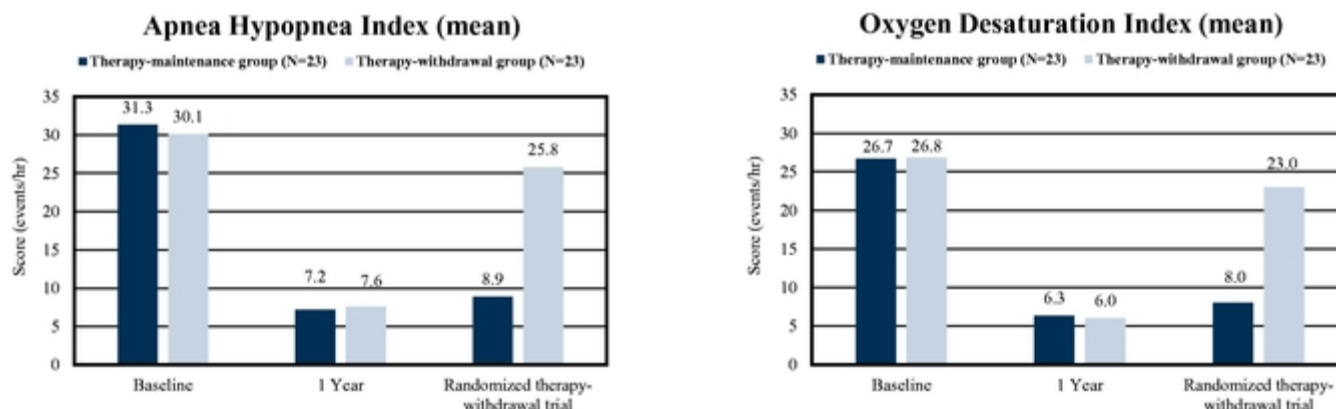 Apnea Hypopnea Index (mean)
Therapy-maintenance group (N=23) Therapy-withdrawal group (N=23)
Score (events/hr)
35
30
25
20
15
10
5
0
31.3
30.1
7.2
7.6
8.9
25.8
Baseline
1 Year
Randomized therapy-
withdrawal trial
Oxygen Desaturation Index (mean)
Therapy-maintenance group (N=23) Therapy-withdrawal group (N=23)
Score (events/hr)
35
30
25
20
15
10
5
0
26.7
26.8
6.3
6.0
8.0
23.0
Baseline
1 Year
Randomized therapy-
withdrawal trial